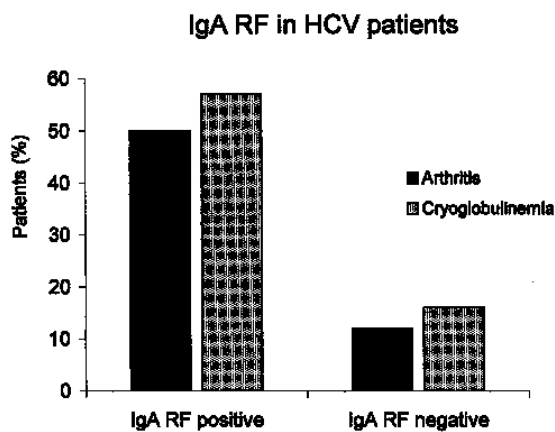 IgA RF in HCV patients
Patients (%)
60
50
40
30
20
10
0
Arthritis
Cryoglobulinemia
IgA RF positive
IgA RF negative